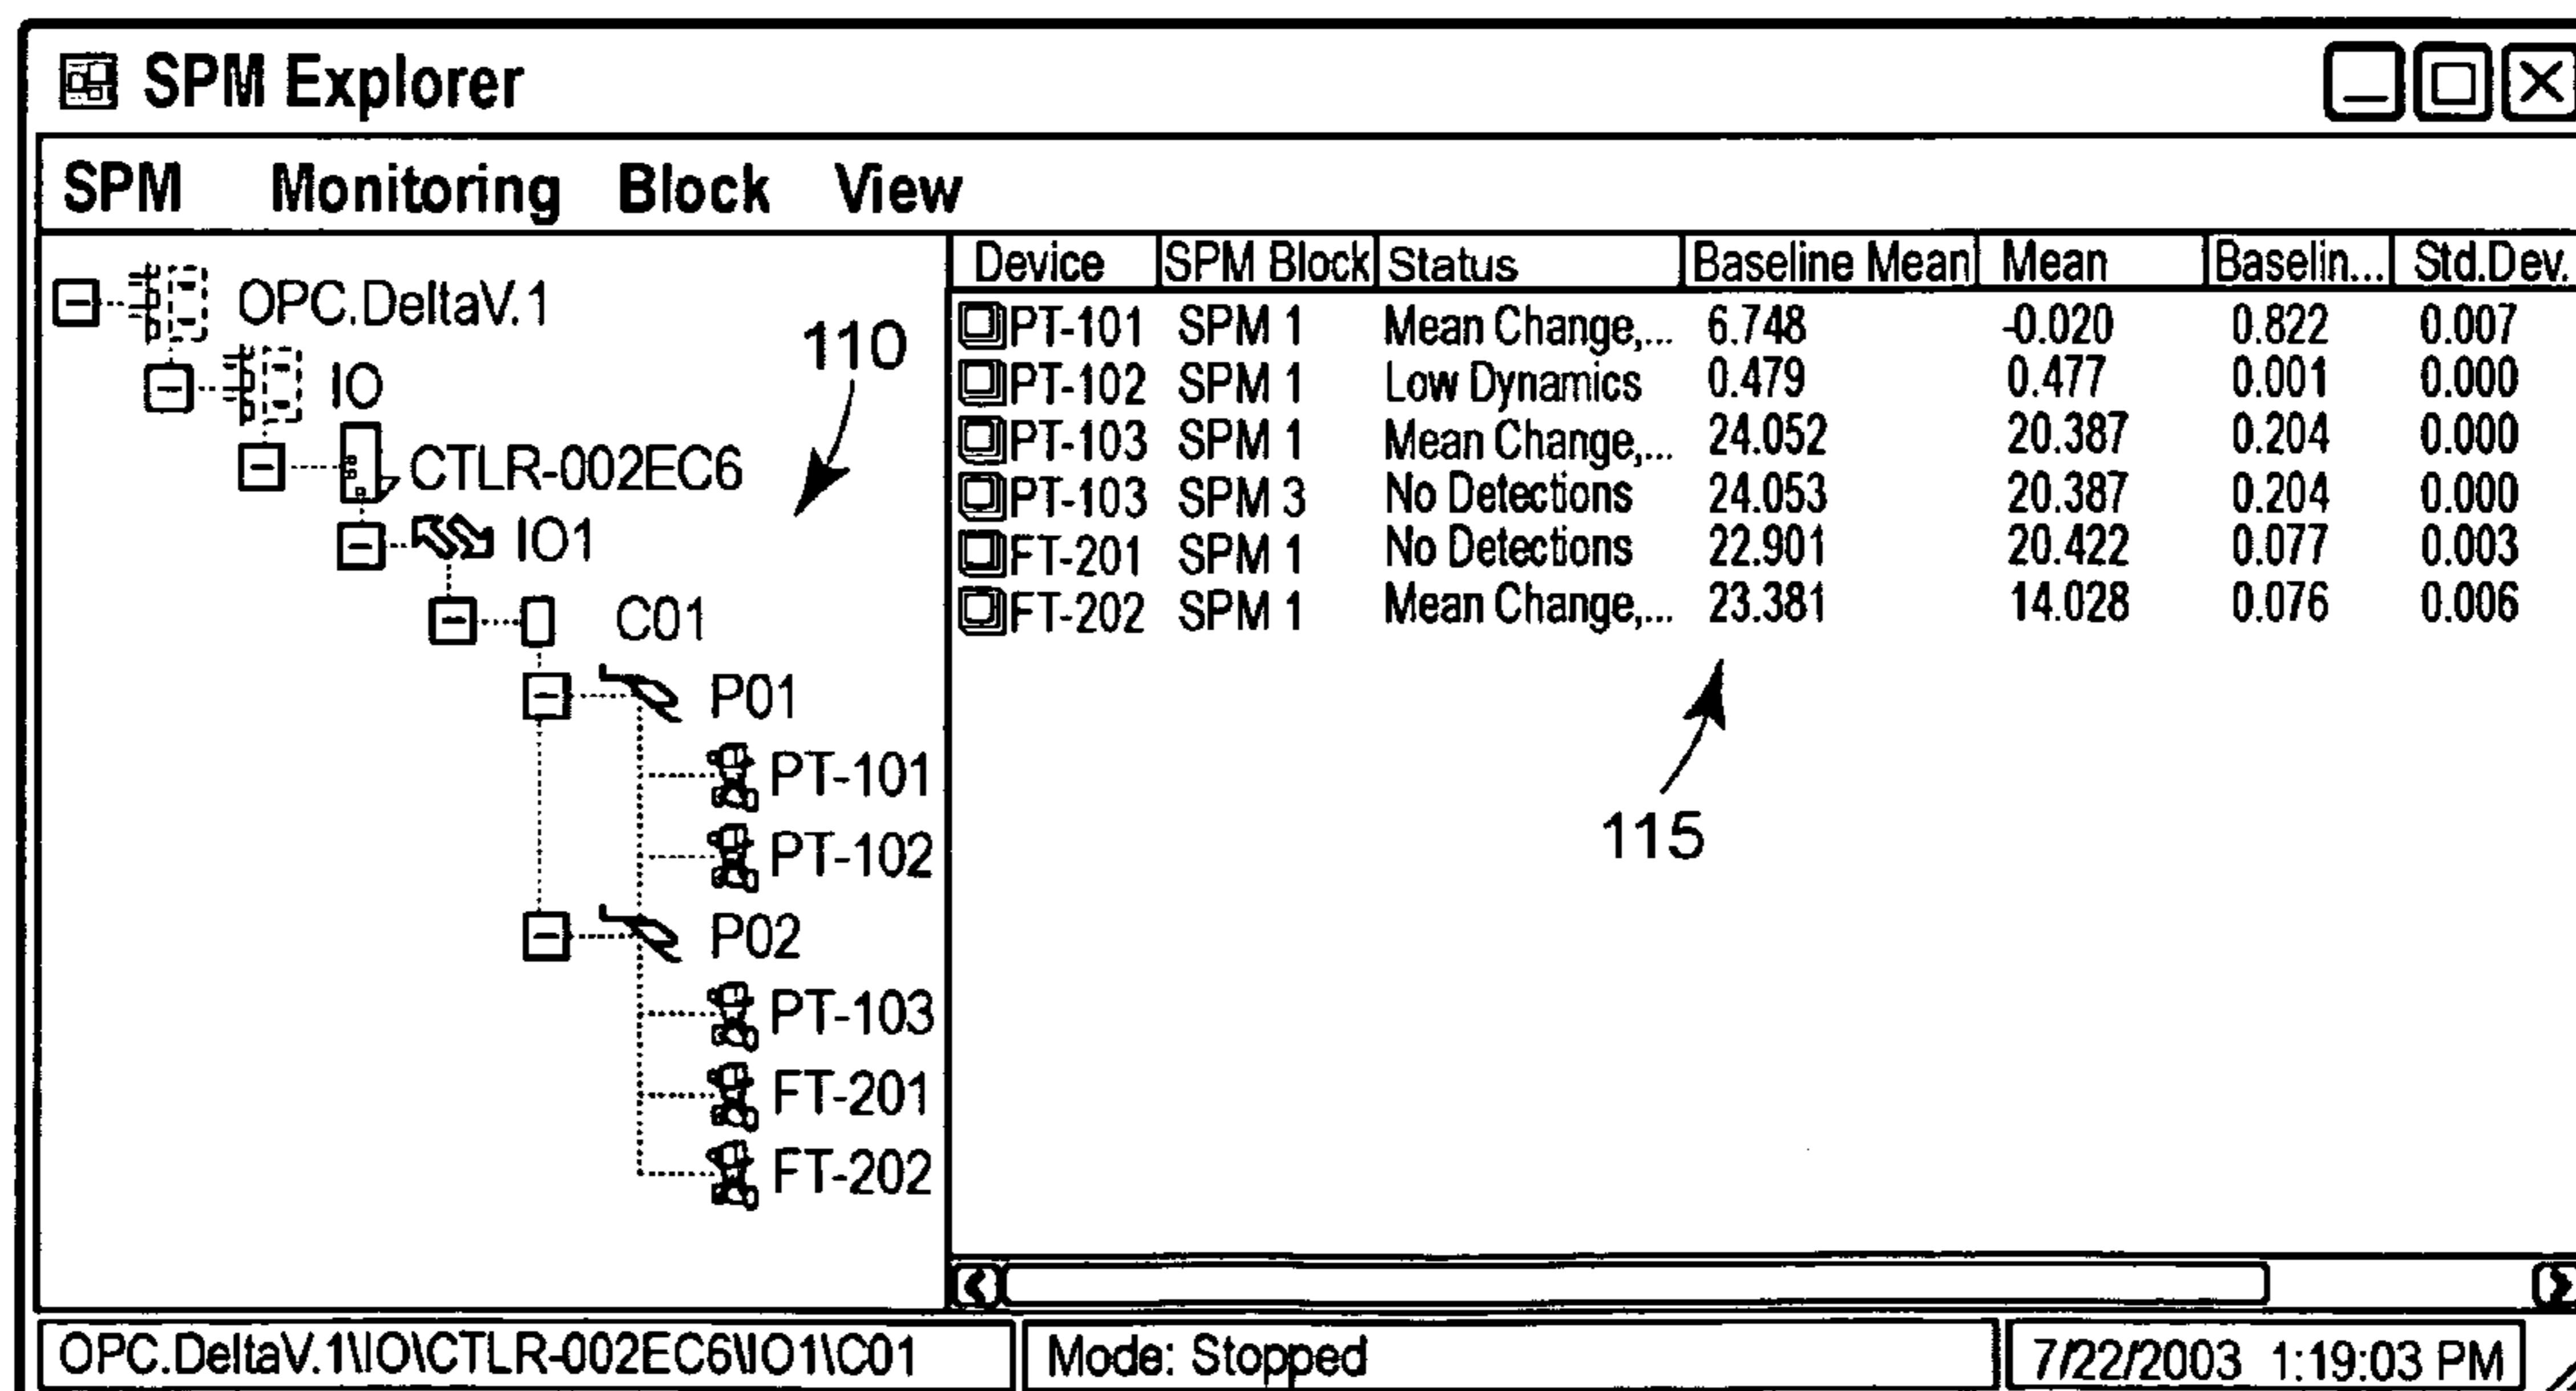 SPM Explorer
SPM Monitoring Block View
OPC.DeltaV.1
IO
CTLR-002EC6
IO1
C01
P01
PT-101
PT-102
P02
PT-103
FT-201
FT-202
110
Device SPM Block Status Baseline Mean Mean Baselin... Std.Dev.
PT-101 SPM 1 Mean Change,... 6.748 -0.020 0.822 0.007
PT-102 SPM 1 Low Dynamics 0.479 0.477 0.001 0.000
PT-103 SPM 1 Mean Change,... 24.052 20.387 0.204 0.000
PT-103 SPM 3 No Detections 24.053 20.387 0.204 0.000
FT-201 SPM 1 No Detections 22.901 20.422 0.077 0.003
FT-202 SPM 1 Mean Change,... 23.381 14.028 0.076 0.006
115
OPC.DeltaV.1\IO\CTLR-002EC6\IO1\C01 Mode: Stopped 7/22/2003 1:19:03 PM